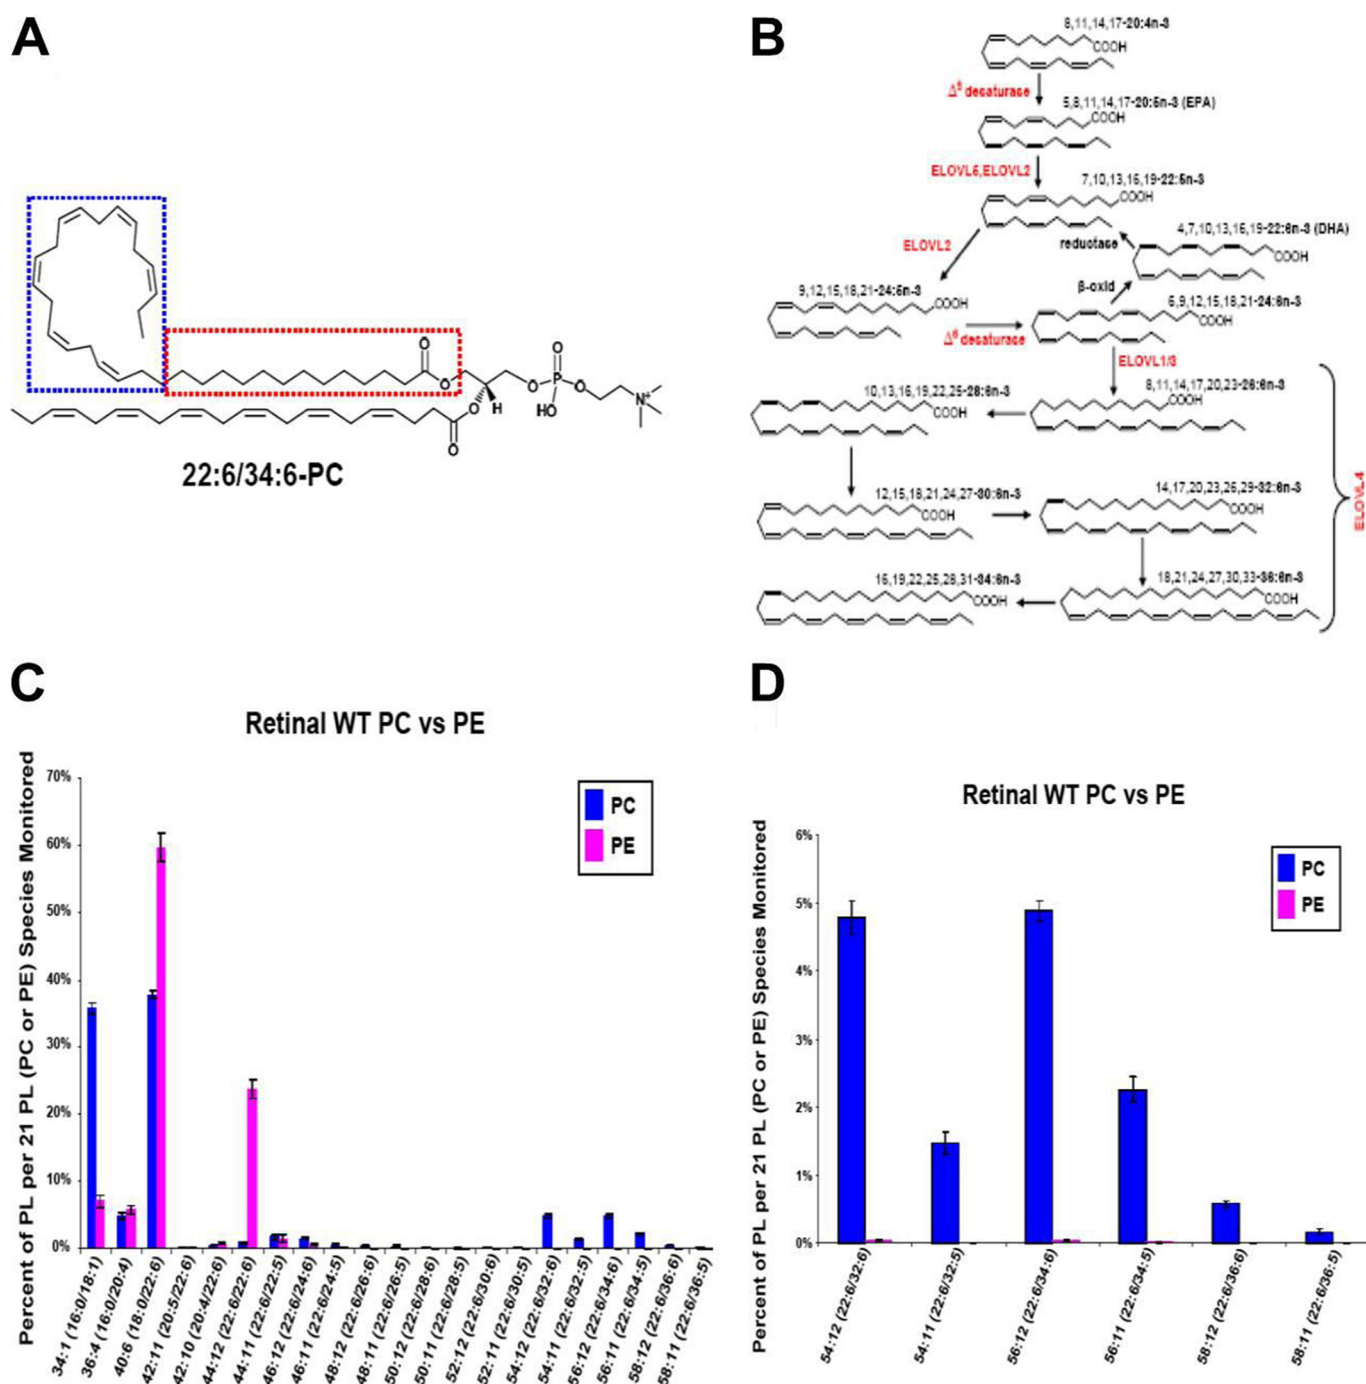 A
O
O
O
O
P
O
O
HO
N+
H
22:6/34:6-PC
B
8,11,14,17-20:4n-3
COOH
Δ5 desaturase
5,8,11,14,17-20:5n-3 (EPA)
COOH
ELOVL5,ELOVL2
7,10,13,16,19-22:5n-3
COOH
ELOVL2
reductase
4,7,10,13,16,19-22:6n-3 (DHA)
COOH
β-oxid
9,12,15,18,21-24:5n-3
COOH
Δ6 desaturase
6,9,12,15,18,21-24:6n-3
COOH
ELOVL1/3
10,13,16,19,22,25-28:6n-3
COOH
8,11,14,17,20,23-26:6n-3
COOH
12,15,18,21,24,27-30:6n-3
COOH
14,17,20,23,26,29-32:6n-3
COOH
16,19,22,25,28,31-34:6n-3
COOH
18,21,24,27,30,33-36:6n-3
COOH
ELOVL4
C
Retinal WT PC vs PE
Percent of PL per 21 PL (PC or PE) Species Monitored
70%
60%
50%
40%
30%
20%
10%
0%
PC
PE
34:1 (16:0/18:1)
36:4 (16:0/20:4)
40:6 (18:0/22:6)
42:11 (20:5/22:6)
42:10 (20:4/22:6)
44:12 (22:6/22:6)
44:11 (22:6/22:5)
46:12 (22:6/24:6)
46:11 (22:6/24:5)
48:12 (22:6/26:6)
48:11 (22:6/26:5)
50:12 (22:6/28:6)
50:11 (22:6/28:5)
52:12 (22:6/30:6)
52:11 (22:6/30:5)
54:12 (22:6/32:6)
54:11 (22:6/32:5)
56:12 (22:6/34:6)
56:11 (22:6/34:5)
58:12 (22:6/36:6)
58:11 (22:6/36:5)
D
Retinal WT PC vs PE
Percent of PL per 21 PL (PC or PE) Species Monitored
6%
5%
4%
3%
2%
1%
0%
PC
PE
54:12 (22:6/32:6)
54:11 (22:6/32:5)
56:12 (22:6/34:6)
56:11 (22:6/34:5)
58:12 (22:6/36:6)
58:11 (22:6/36:5)